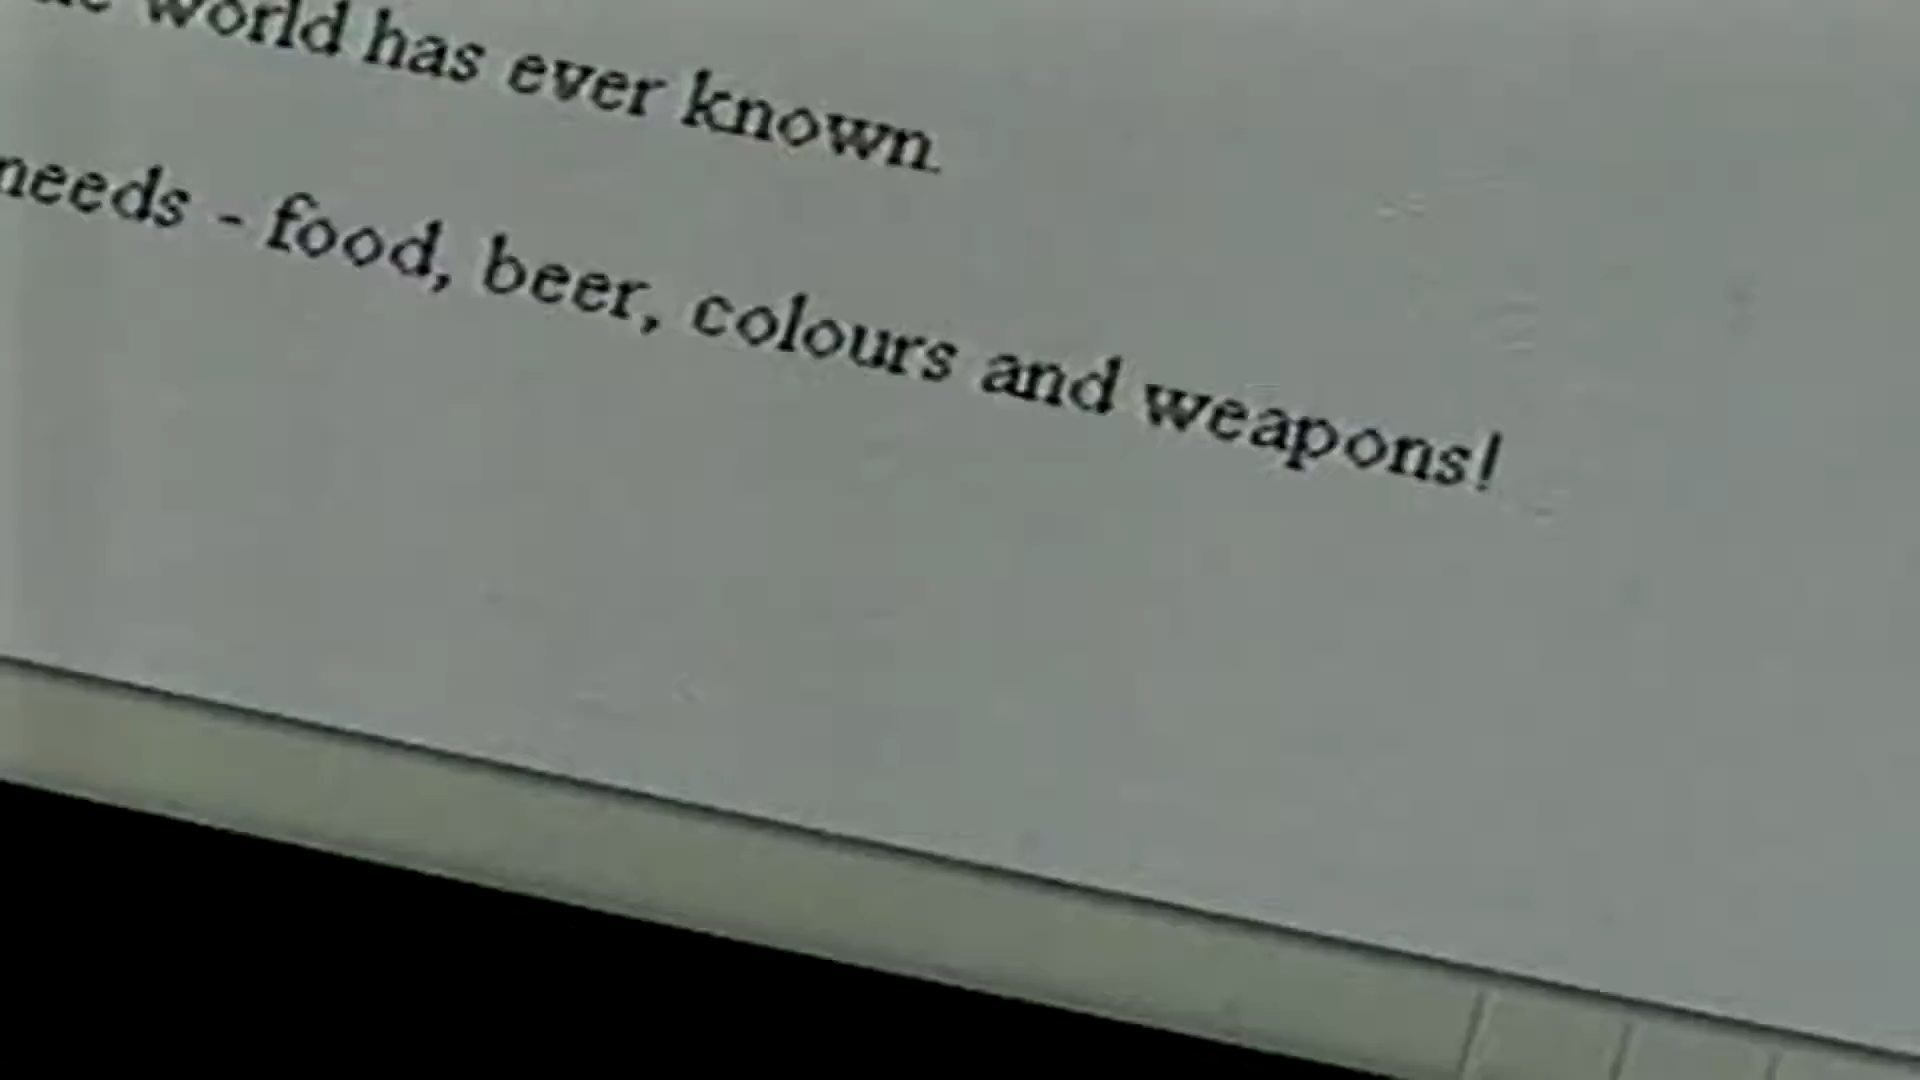 world has ever known.
needs - food, beer, colours and weapons!